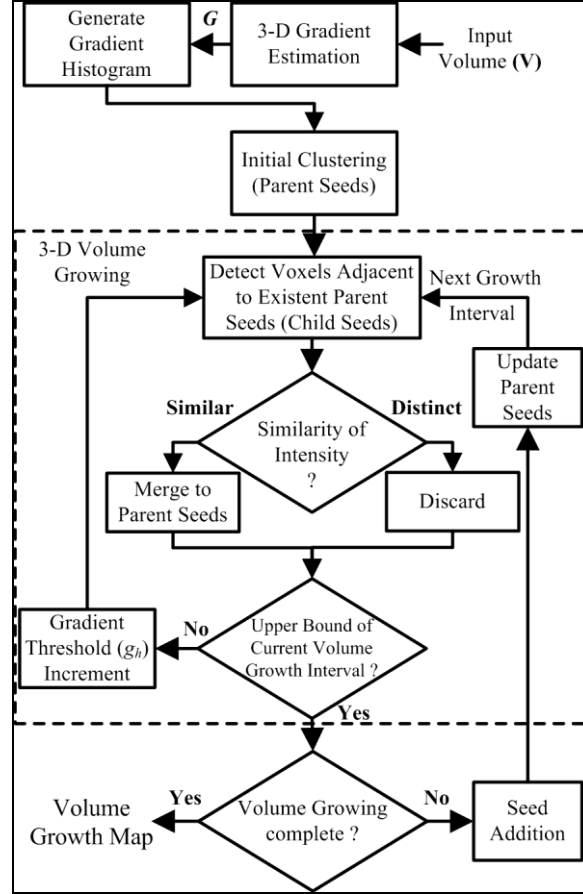 Generate
Gradient
Histogram
G
3-D Gradient
Estimation
Input
Volume (V)
Initial Clustering
(Parent Seeds)
3-D Volume
Growing
Detect Voxels Adjacent
to Existent Parent
Seeds (Child Seeds)
Next Growth
Interval
Update
Parent
Seeds
Similar
Distinct
Similarity of
Intensity
?
Merge to
Parent Seeds
Discard
Gradient
Threshold (gh)
Increment
No
Upper Bound of
Current Volume
Growth Interval ?
Yes
Volume
Growth Map
Yes
Volume Growing
complete ?
No
Seed
Addition